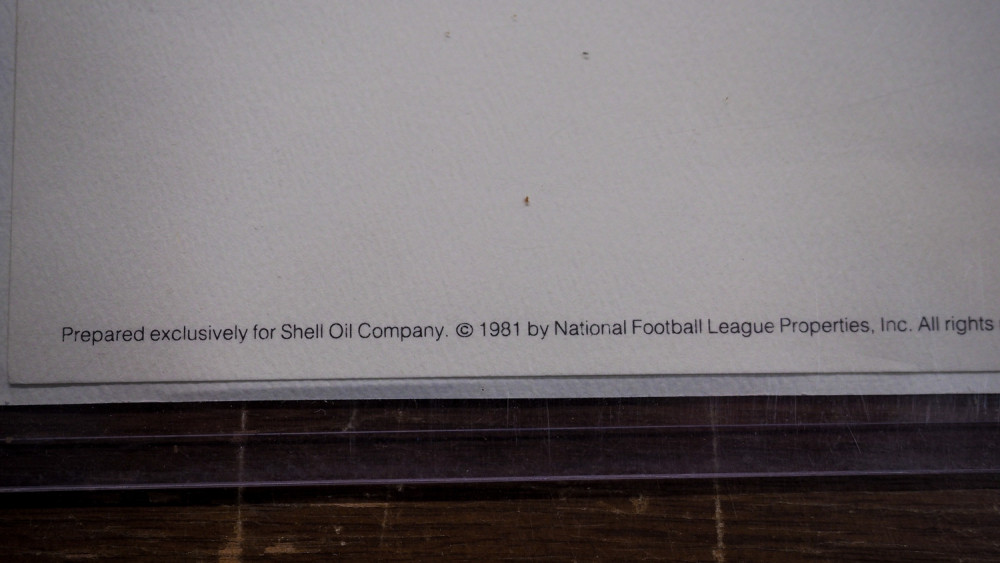 Prepared exclusively for Shell Oil Company. © 1981 by National Football League Properties, Inc. All rights